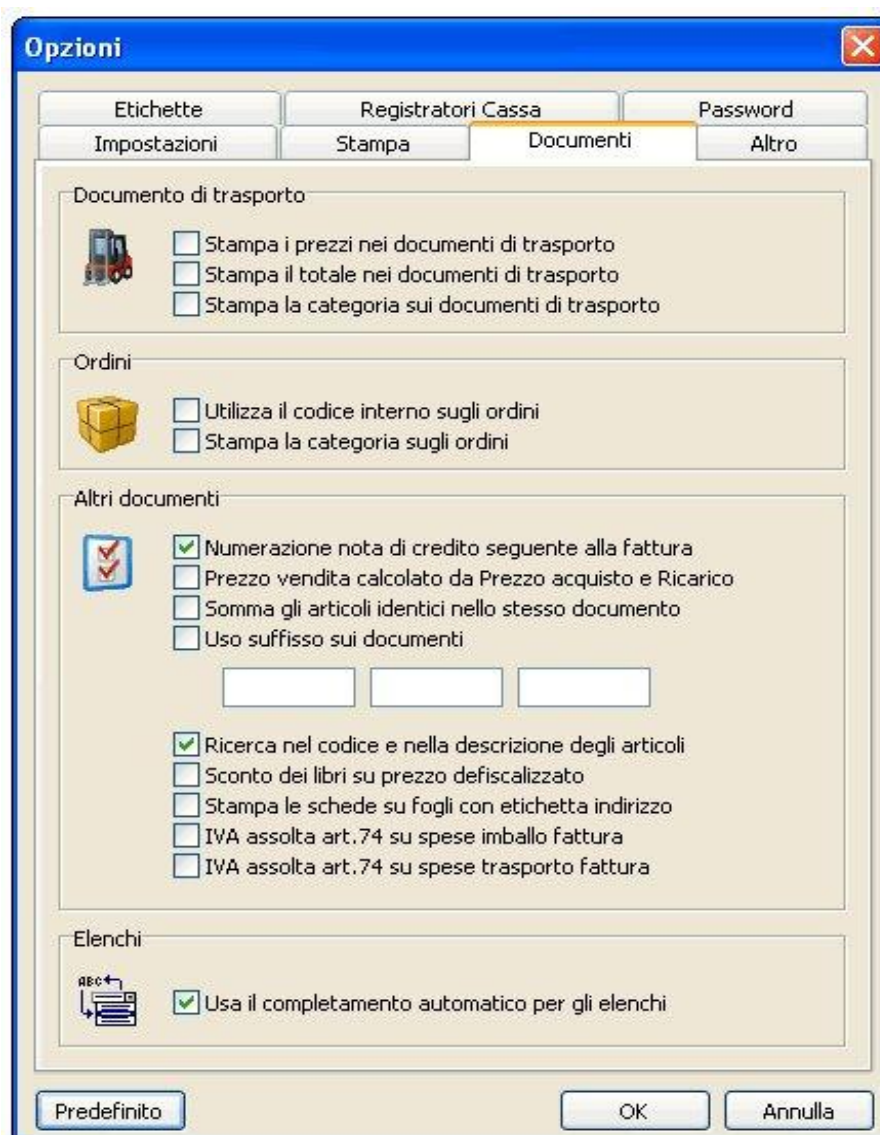 Opzioni
Etichette Registratori Cassa Password
Impostazioni Stampa Documenti Altro
Documento di trasporto
Stampa i prezzi nei documenti di trasporto
Stampa il totale nei documenti di trasporto
Stampa la categoria sui documenti di trasporto
Ordini
Utilizza il codice interno sugli ordini
Stampa la categoria sugli ordini
Altri documenti
Numerazione nota di credito seguente alla fattura
Prezzo vendita calcolato da Prezzo acquisto e Ricarico
Somma gli articoli identici nello stesso documento
Uso suffisso sui documenti
Ricerca nel codice e nella descrizione degli articoli
Sconto dei libri su prezzo defiscalizzato
Stampa le schede su fogli con etichetta indirizzo
IVA assolta art.74 su spese imballo fattura
IVA assolta art.74 su spese trasporto fattura
Elenchi
ABC
Usa il completamento automatico per gli elenchi
Predefinito OK Annulla